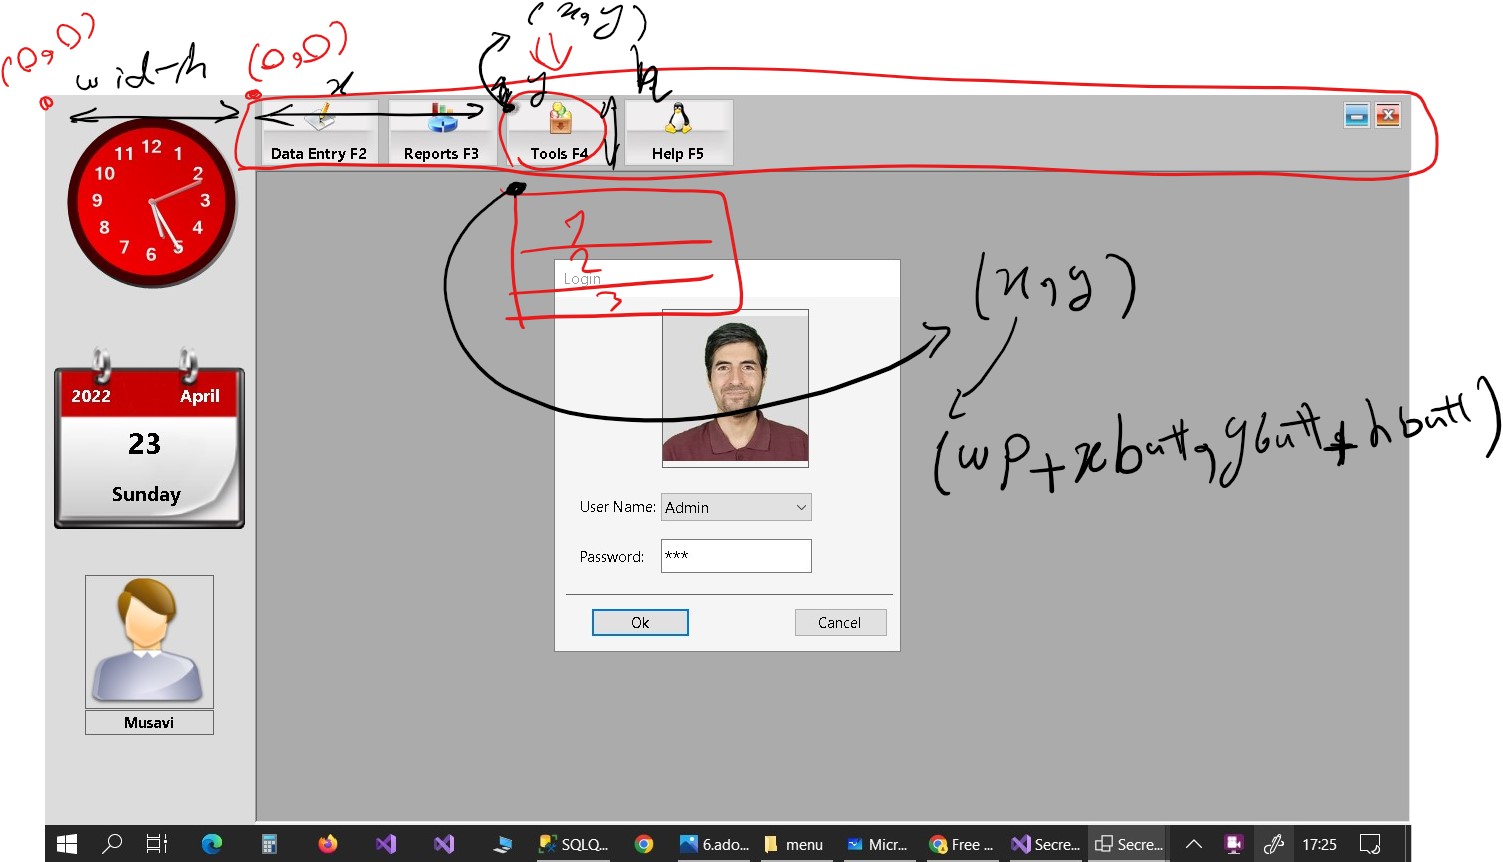 (x,y)
(0,0)
width
(0,0)
x
y
h
Data Entry F2
Reports F3
Tools F4
Help F5
12
11
1
10
2
9
3
8
4
7
5
6
1
2
3
Login
(x,y)
2022 April
23
Sunday
(wp+xbutt,ybutt+hbutt)
User Name: Admin
Password: ***
Ok
Cancel
Musavi
SQLQ...
6.ado...
menu
Micr...
Free ...
Secre...
Secre...
17:25